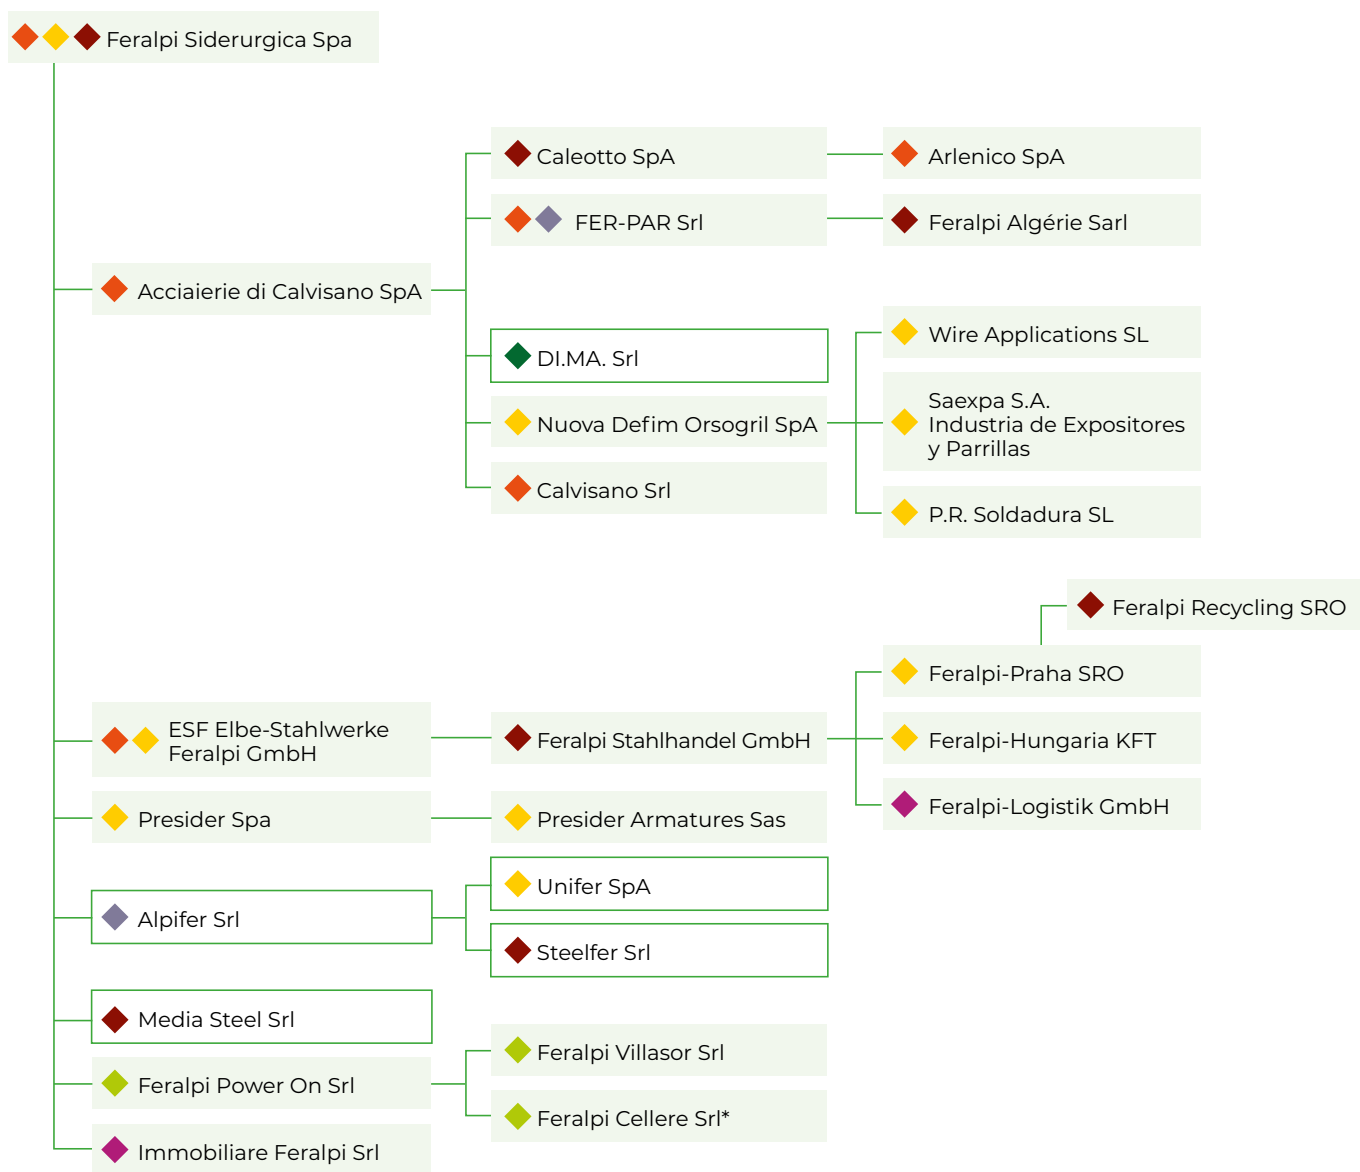 Feralpi Siderurgica Spa
Caleotto SpA
Arlenico SpA
FER-PAR Srl
Feralpi Algérie Sarl
Acciaierie di Calvisano SpA
DI.MA. Srl
Wire Applications SL
Nuova Defim Orsogril SpA
Saexpa S.A.
Industria de Expositores
y Parrillas
Calvisano Srl
P.R. Soldadura SL
Feralpi Recycling SRO
Feralpi-Praha SRO
ESF Elbe-Stahlwerke
Feralpi GmbH
Feralpi Stahlhandel GmbH
Feralpi-Hungaria KFT
Feralpi-Logistik GmbH
Presider Spa
Presider Armatures Sas
Alpifer Srl
Unifer SpA
Steelfer Srl
Media Steel Srl
Feralpi Power On Srl
Feralpi Villasor Srl
Feralpi Cellere Srl*
Immobiliare Feralpi Srl